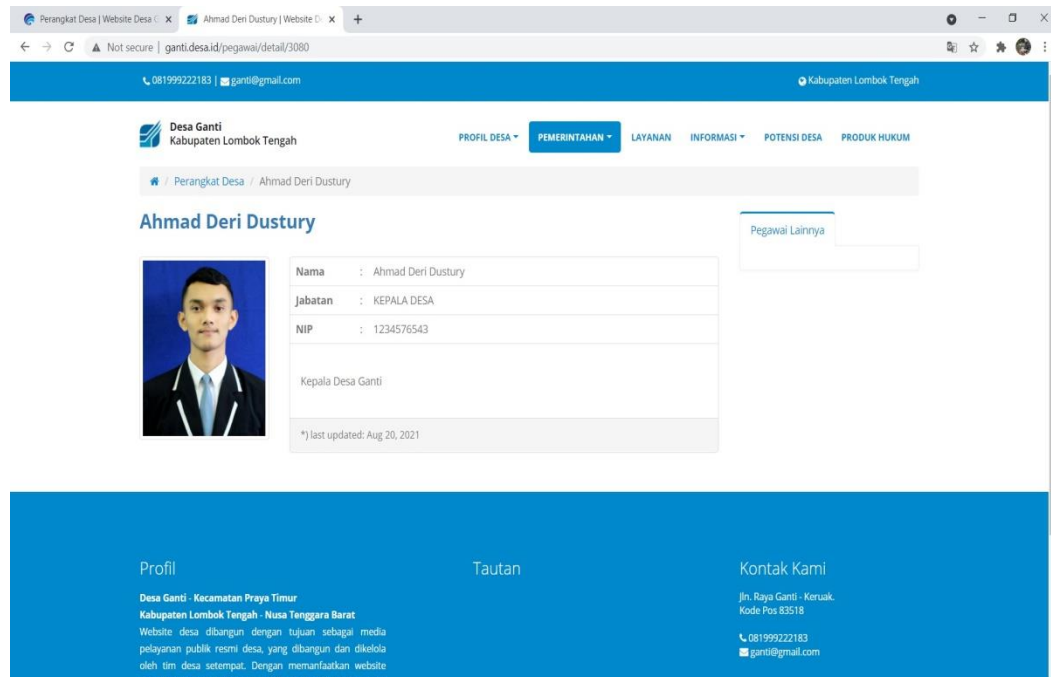 Perangkat Desa | Website Desa
Ahmad Deri Dustury | Website D
Not secure | ganti.desa.id/pegawai/detail/3080
081999222183 | ganti@gmail.com
Kabupaten Lombok Tengah
Desa Ganti
Kabupaten Lombok Tengah
PROFIL DESA PEMERINTAHAN LAYANAN INFORMASI POTENSI DESA PRODUK HUKUM
/ Perangkat Desa / Ahmad Deri Dustury
Ahmad Deri Dustury
Nama : Ahmad Deri Dustury
Jabatan : KEPALA DESA
NIP : 1234576543
Kepala Desa Ganti
*) last updated: Aug 20, 2021
Pegawai Lainnya
Profil
Desa Ganti - Kecamatan Praya Timur
Kabupaten Lombok Tengah - Nusa Tenggara Barat
Website desa dibangun dengan tujuan sebagai media
pelayanan publik resmi desa, yang dibangun dan dikelola
oleh tim desa setempat. Dengan memanfaatkan website
Tautan
Kontak Kami
Jln. Raya Ganti - Keruak.
Kode Pos 83518
081999222183
ganti@gmail.com